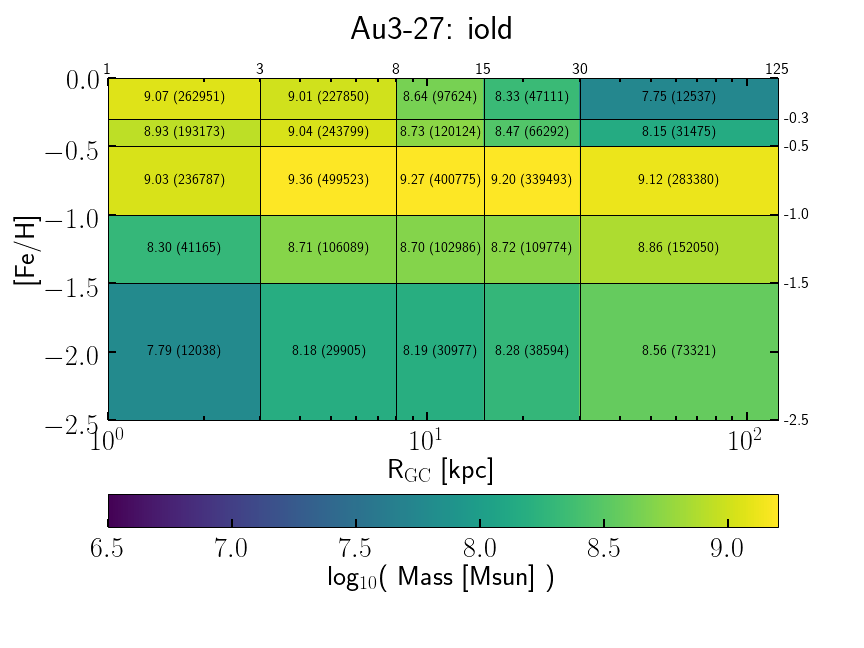 Au3-27: iold
1 3 8 15 30 125
0.0 9.07 (262951) 9.01 (227850) 8.64 (97624) 8.33 (47111) 7.75 (12537)
-0.3
8.93 (193173) 9.04 (243799) 8.73 (120124) 8.47 (66292) 8.15 (31475)
−0.5 -0.5
9.03 (236787) 9.36 (499523) 9.27 (400775) 9.20 (339493) 9.12 (283380)
−1.0 -1.0
[Fe/H]
8.30 (41165) 8.71 (106089) 8.70 (102986) 8.72 (109774) 8.86 (152050)
−1.5 -1.5
−2.0 7.79 (12038) 8.18 (29905) 8.19 (30977) 8.28 (38594) 8.56 (73321)
−2.5 -2.5
10⁰ 10¹ 10²
R_GC [kpc]
6.5 7.0 7.5 8.0 8.5 9.0
log₁₀( Mass [Msun] )